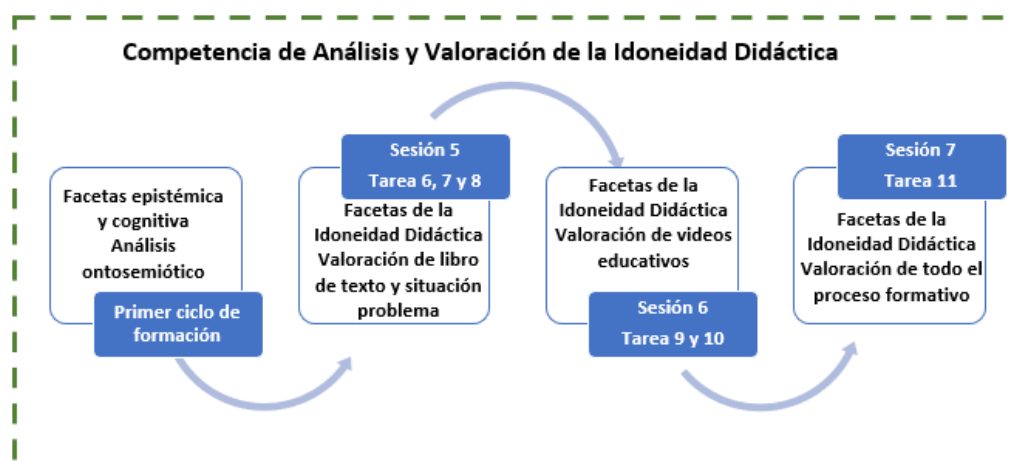 Competencia de Análisis y Valoración de la Idoneidad Didáctica
Facetas epistémica
y cognitiva
Análisis
ontosemiótico
Primer ciclo de
formación
Sesión 5
Tarea 6, 7 y 8
Facetas de la
Idoneidad Didáctica
Valoración de libro
de texto y situación
problema
Facetas de la
Idoneidad Didáctica
Valoración de videos
educativos
Sesión 6
Tarea 9 y 10
Sesión 7
Tarea 11
Facetas de la
Idoneidad Didáctica
Valoración de todo el
proceso formativo